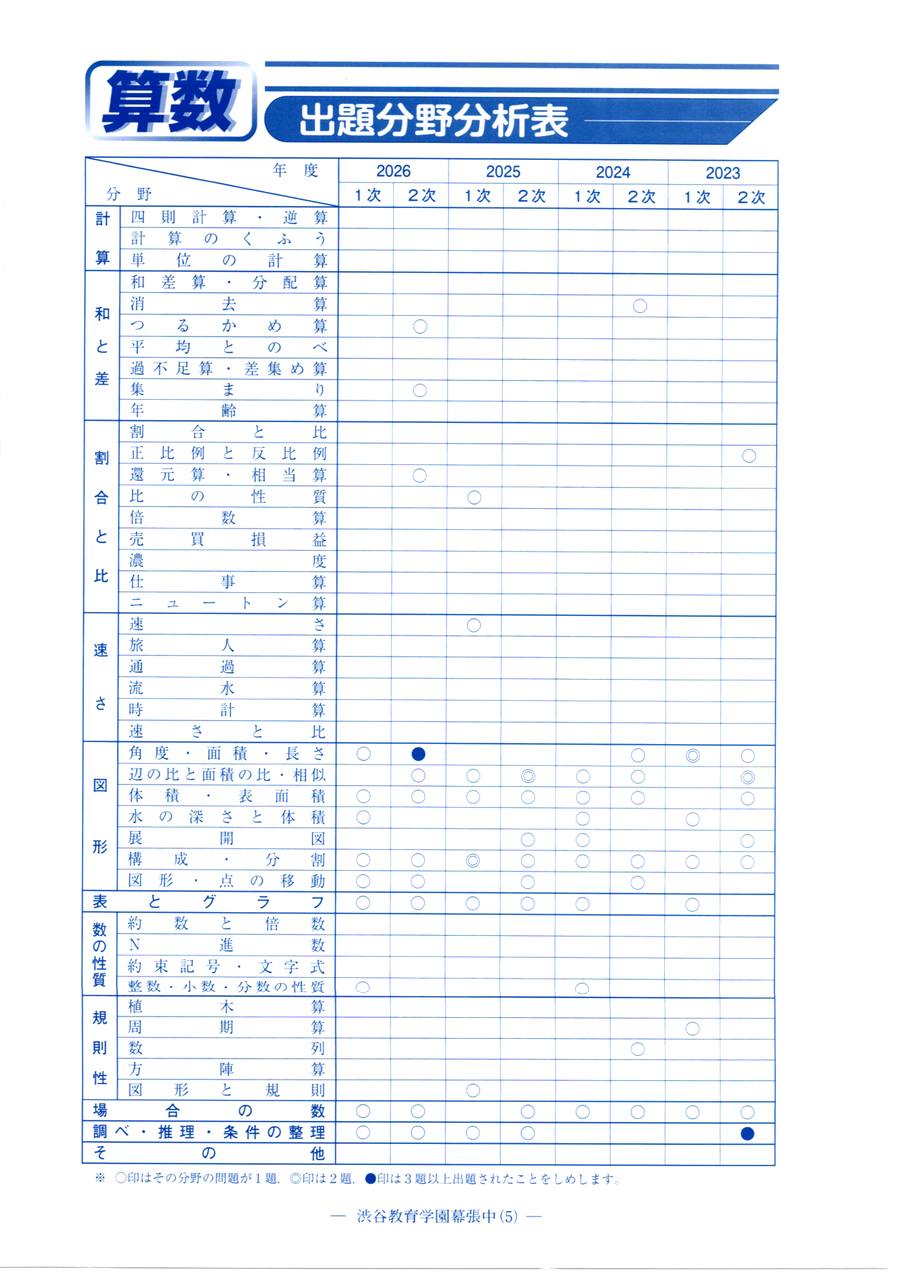 算数
出題分野分析表
年度 2026 2025 2024 2023
分野 1次 2次 1次 2次 1次 2次 1次 2次
計算
四則計算・逆算
計算のくふう
単位の計算
和と差
和差算・分配算
消去算 ○
つるかめ算 ○
平均とのべ
過不足算・差集め算
集まり ○
年齢算
割合と比
割合と比
正比例と反比例 ○
還元算・相当算 ○
比の性質 ○
倍数算
売買損益
濃度
仕事算
ニュートン算
速さ
速さ ○
旅人算
通過算
流水算
時計算
速さと比
図形
角度・面積・長さ ○ ● ○ ◎ ○
辺の比と面積の比・相似 ○ ○ ◎ ○ ○ ◎
体積・表面積 ○ ○ ○ ○ ○ ○ ○
水の深さと体積 ○ ○ ○
展開図 ○ ○ ○
構成・分割 ○ ○ ◎ ○ ○ ○ ○ ○
図形・点の移動 ○ ○ ○ ○
表とグラフ ○ ○ ○ ○ ○ ○
数の性質
約数と倍数
N進数
約束記号・文字式
整数・小数・分数の性質 ○ ○
規則性
植木算
周期算 ○
数列 ○
方陣算
図形と規則 ○
場合の数 ○ ○ ○ ○ ○ ○ ○
調べ・推理・条件の整理 ○ ○ ○ ○ ●
その他
※ ○印はその分野の問題が1題,◎印は2題,●印は3題以上出題されたことをしめします。
― 渋谷教育学園幕張中(5) ―